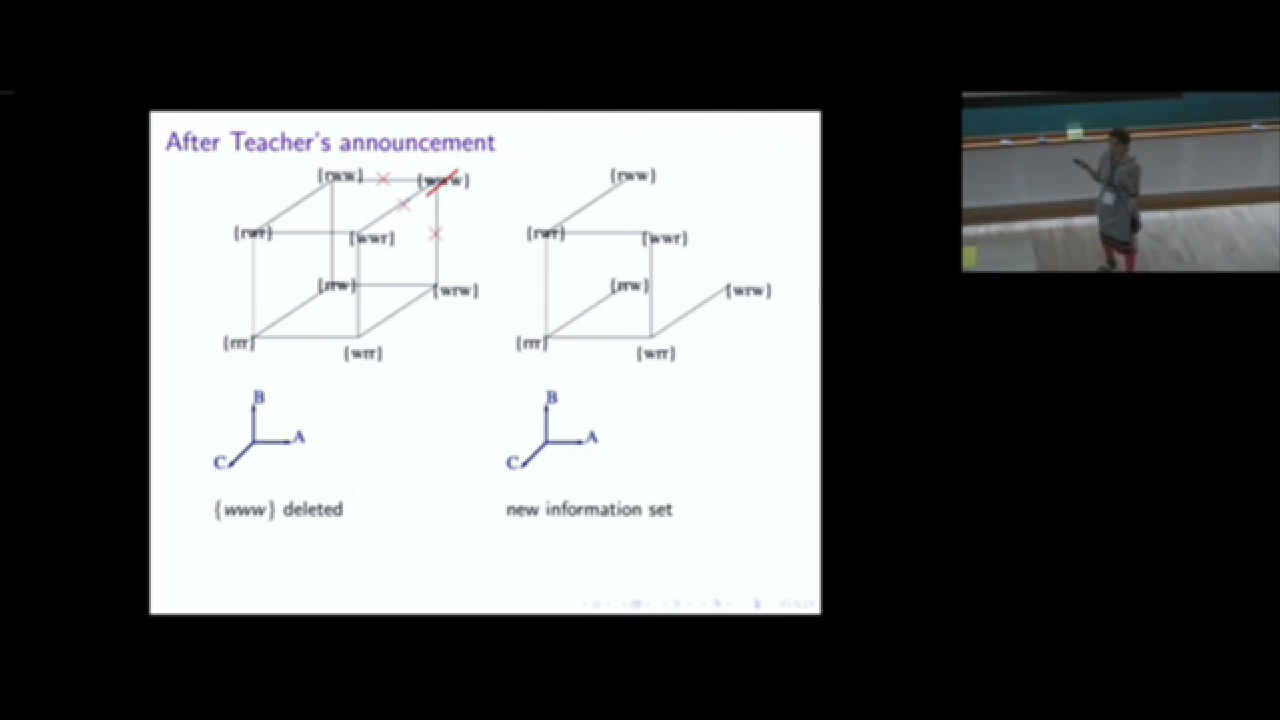 After Teacher's announcement
{rww} {www} {rww}
{rwr} {wwr} {rwr} {wwr}
{rrw} {wrw} {rrw} {wrw}
{rrr} {wrr} {rrr} {wrr}
B B
A A
C C
{www} deleted new information set